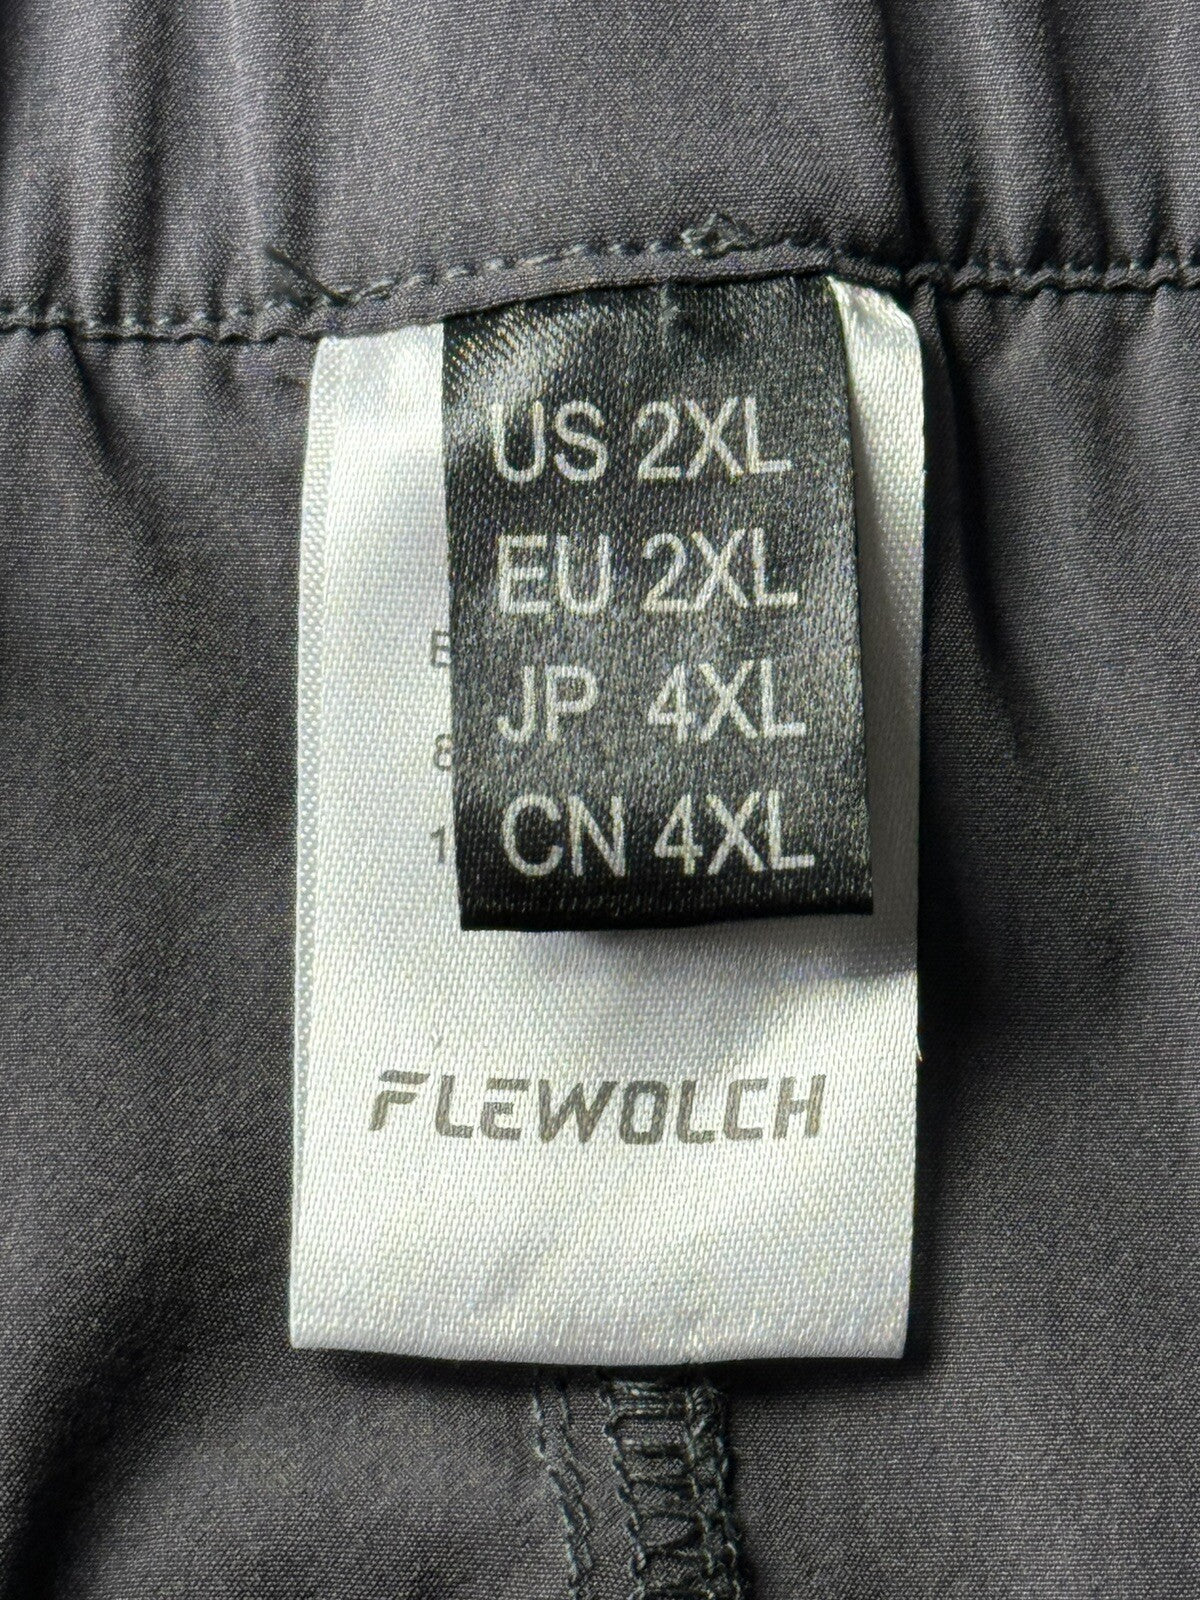 US 2XL
EU 2XL
JP 4XL
CN 4XL
FLEWOLCH